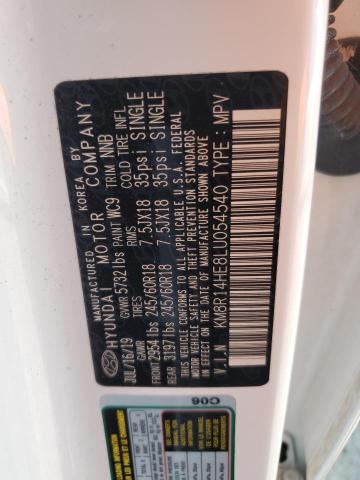 MANUFACTURED IN KOREA BY
HYUNDAI MOTOR COMPANY
JUL/16/19 GVWR 5732 lbs PAINT WC9 TRIM NNB
GAWR RIMS COLD TIRE INFL
FRONT 2954 lbs 245/60R18 7.5JX18 35psi SINGLE
REAR 3197 lbs 245/60R18 7.5JX18 35psi SINGLE
THIS VEHICLE CONFORMS TO ALL APPLICABLE U.S.A. FEDERAL
MOTOR VEHICLE SAFETY AND THEFT PREVENTION STANDARDS
IN EFFECT ON THE DATE OF MANUFACTURE SHOWN ABOVE
V.I.N : KM8R14HE8LU054540 TYPE : MPV
C06
LOADING INFORMATION